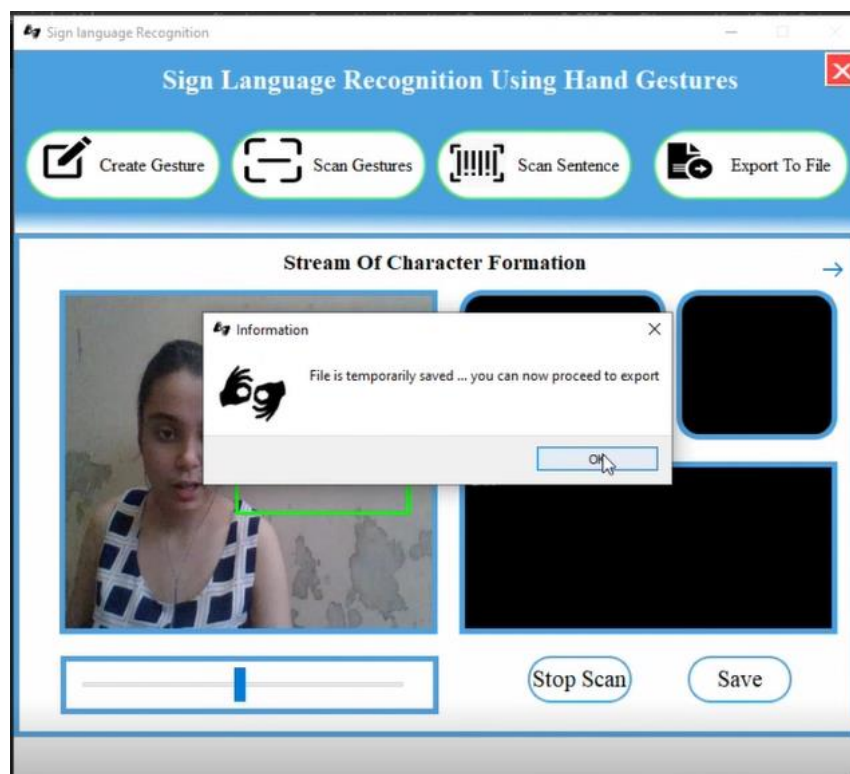 Sign language Recognition
Sign Language Recognition Using Hand Gestures
Create Gesture
Scan Gestures
Scan Sentence
Export To File
Stream Of Character Formation
Information
File is temporarily saved ... you can now proceed to export
OK
Stop Scan
Save